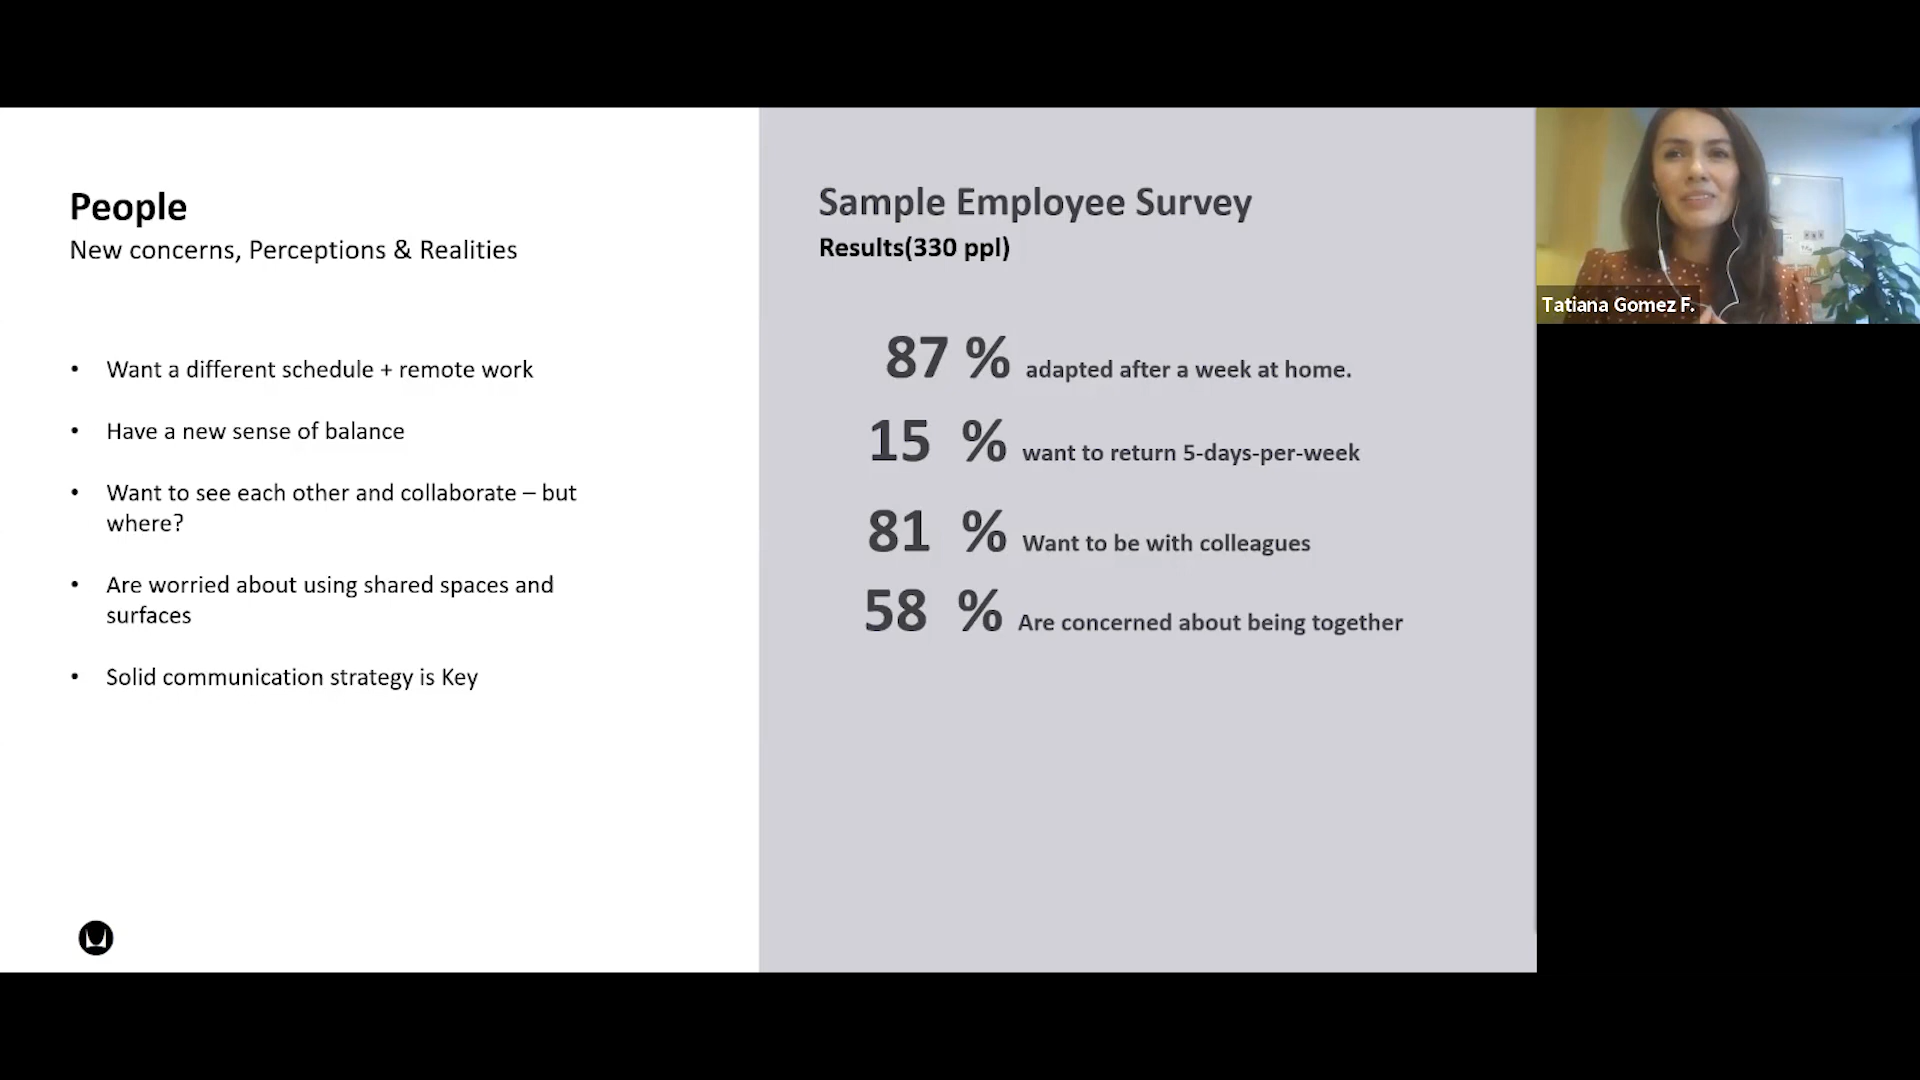 People
New concerns, Perceptions & Realities
• Want a different schedule + remote work
• Have a new sense of balance
• Want to see each other and collaborate – but
where?
• Are worried about using shared spaces and
surfaces
• Solid communication strategy is Key
Sample Employee Survey
Results(330 ppl)
87 % adapted after a week at home.
15 % want to return 5-days-per-week
81 % Want to be with colleagues
58 % Are concerned about being together
Tatiana Gomez F.